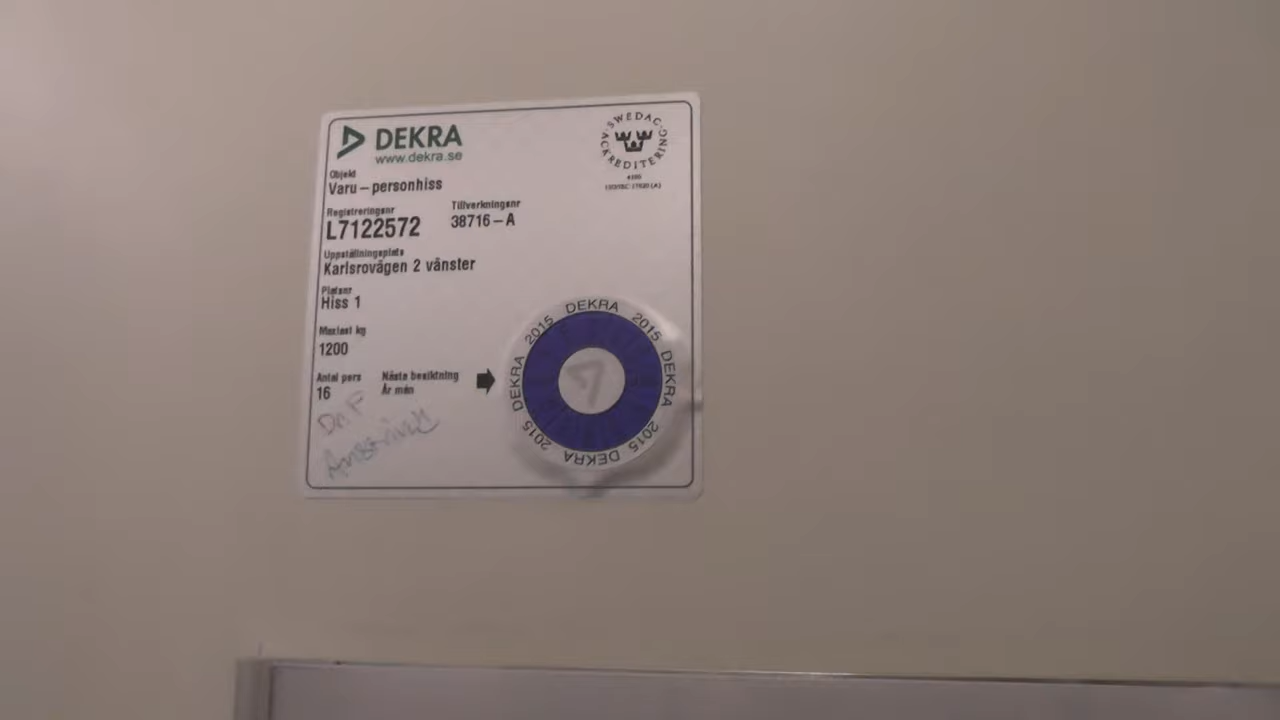 DEKRA
www.dekra.se
SWEDAC
ACKREDITERING
Objekt
Varu-personhiss
Registreringsnr
L7122572
Tillverkningsnr
38716-A
Uppställningsplats
Karlsrovägen 2 vänster
Platsnr
Hiss 1
Maxlast kg
1200
Antal pers
16
Nästa besiktning
År mån
DEKRA 2015 DEKRA 2015 DEKRA 2015 DEKRA 2015